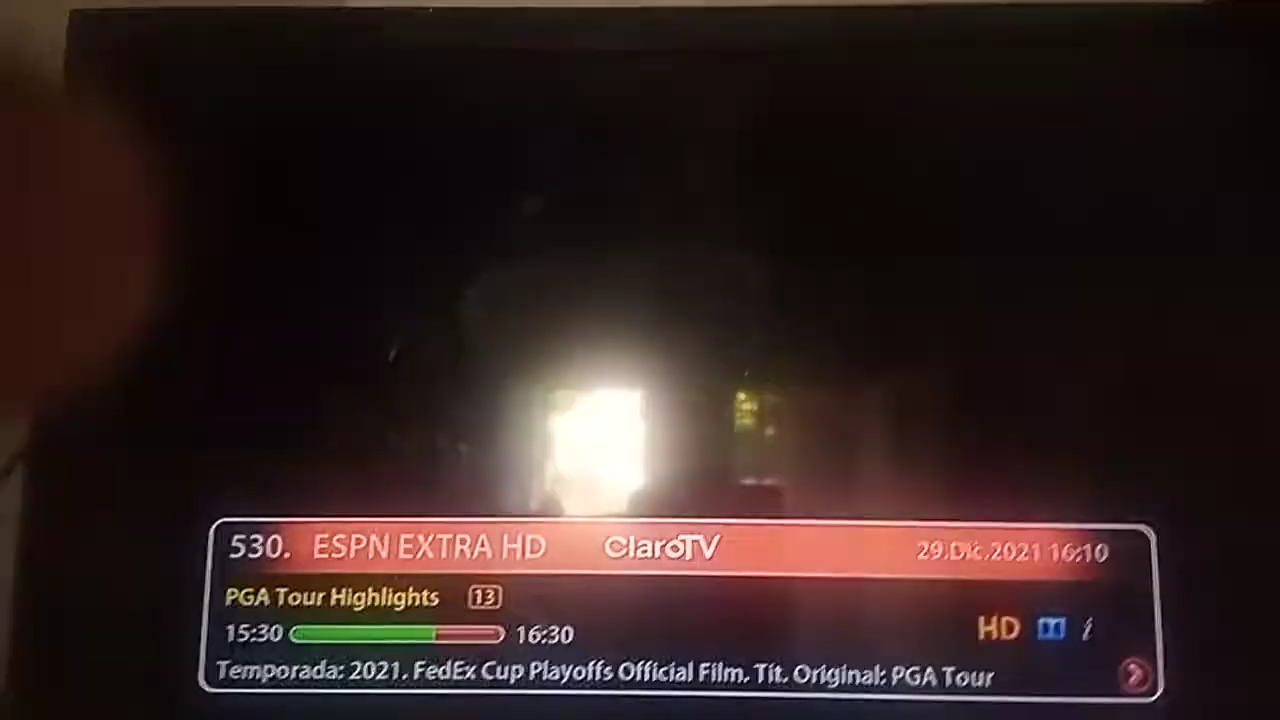 530. ESPN EXTRA HD ClaroTV 29.Dic.2021 16:10
PGA Tour Highlights 13
15:30 16:30 HD i
Temporada: 2021. FedEx Cup Playoffs Official Film. Tit. Original: PGA Tour